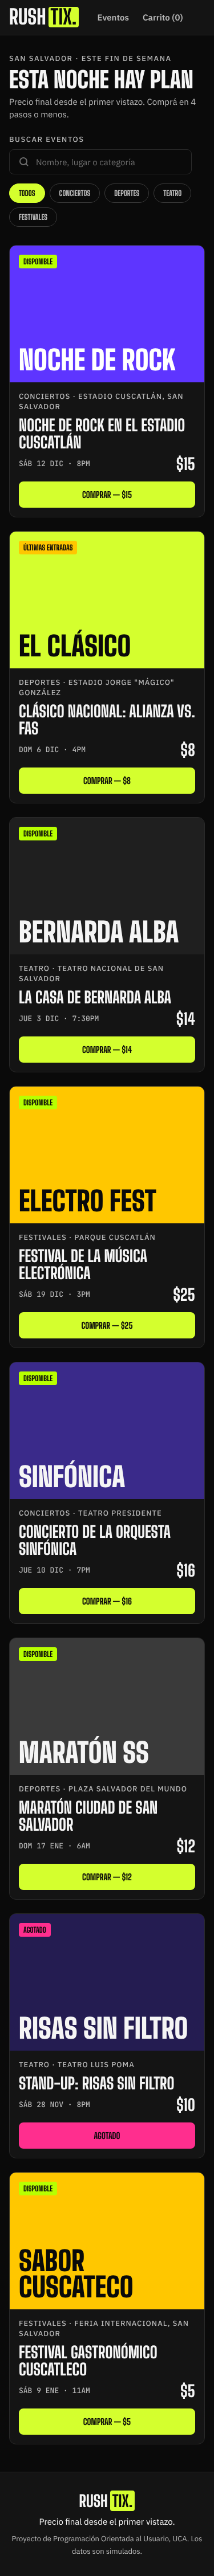 RUSH TIX.
Eventos
Carrito (0)
SAN SALVADOR · ESTE FIN DE SEMANA
ESTA NOCHE HAY PLAN
Precio final desde el primer vistazo. Comprá en 4
pasos o menos.
BUSCAR EVENTOS
Nombre, lugar o categoría
TODOS
CONCIERTOS
DEPORTES
TEATRO
FESTIVALES
DISPONIBLE
NOCHE DE ROCK
CONCIERTOS · ESTADIO CUSCATLÁN, SAN
SALVADOR
NOCHE DE ROCK EN EL ESTADIO
CUSCATLÁN
SÁB 12 DIC · 8PM
$15
COMPRAR — $15
ÚLTIMAS ENTRADAS
EL CLÁSICO
DEPORTES · ESTADIO JORGE "MÁGICO"
GONZÁLEZ
CLÁSICO NACIONAL: ALIANZA VS.
FAS
DOM 6 DIC · 4PM
$8
COMPRAR — $8
DISPONIBLE
BERNARDA ALBA
TEATRO · TEATRO NACIONAL DE SAN
SALVADOR
LA CASA DE BERNARDA ALBA
JUE 3 DIC · 7:30PM
$14
COMPRAR — $14
DISPONIBLE
ELECTRO FEST
FESTIVALES · PARQUE CUSCATLÁN
FESTIVAL DE LA MÚSICA
ELECTRÓNICA
SÁB 19 DIC · 3PM
$25
COMPRAR — $25
DISPONIBLE
SINFÓNICA
CONCIERTOS · TEATRO PRESIDENTE
CONCIERTO DE LA ORQUESTA
SINFÓNICA
JUE 10 DIC · 7PM
$16
COMPRAR — $16
DISPONIBLE
MARATÓN SS
DEPORTES · PLAZA SALVADOR DEL MUNDO
MARATÓN CIUDAD DE SAN
SALVADOR
DOM 17 ENE · 6AM
$12
COMPRAR — $12
AGOTADO
RISAS SIN FILTRO
TEATRO · TEATRO LUIS POMA
STAND-UP: RISAS SIN FILTRO
SÁB 28 NOV · 8PM
$10
AGOTADO
DISPONIBLE
SABOR
CUSCATECO
FESTIVALES · FERIA INTERNACIONAL, SAN
SALVADOR
FESTIVAL GASTRONÓMICO
CUSCATLECO
SÁB 9 ENE · 11AM
$5
COMPRAR — $5
RUSH TIX.
Precio final desde el primer vistazo.
Proyecto de Programación Orientada al Usuario, UCA. Los
datos son simulados.